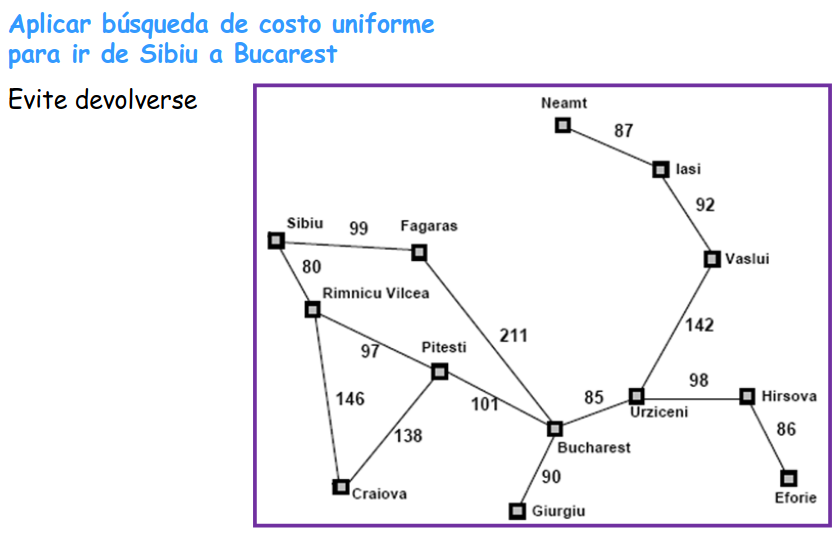 Aplicar búsqueda de costo uniforme
para ir de Sibiu a Bucarest
Evite devolverse
Neamt
87
Iasi
92
Sibiu
99
Fagaras
80
Vaslui
Rimnicu Vilcea
142
211
Pitesti
97
98
146
101
85
Hirsova
Urziceni
138
86
Bucharest
90
Craiova
Eforie
Giurgiu